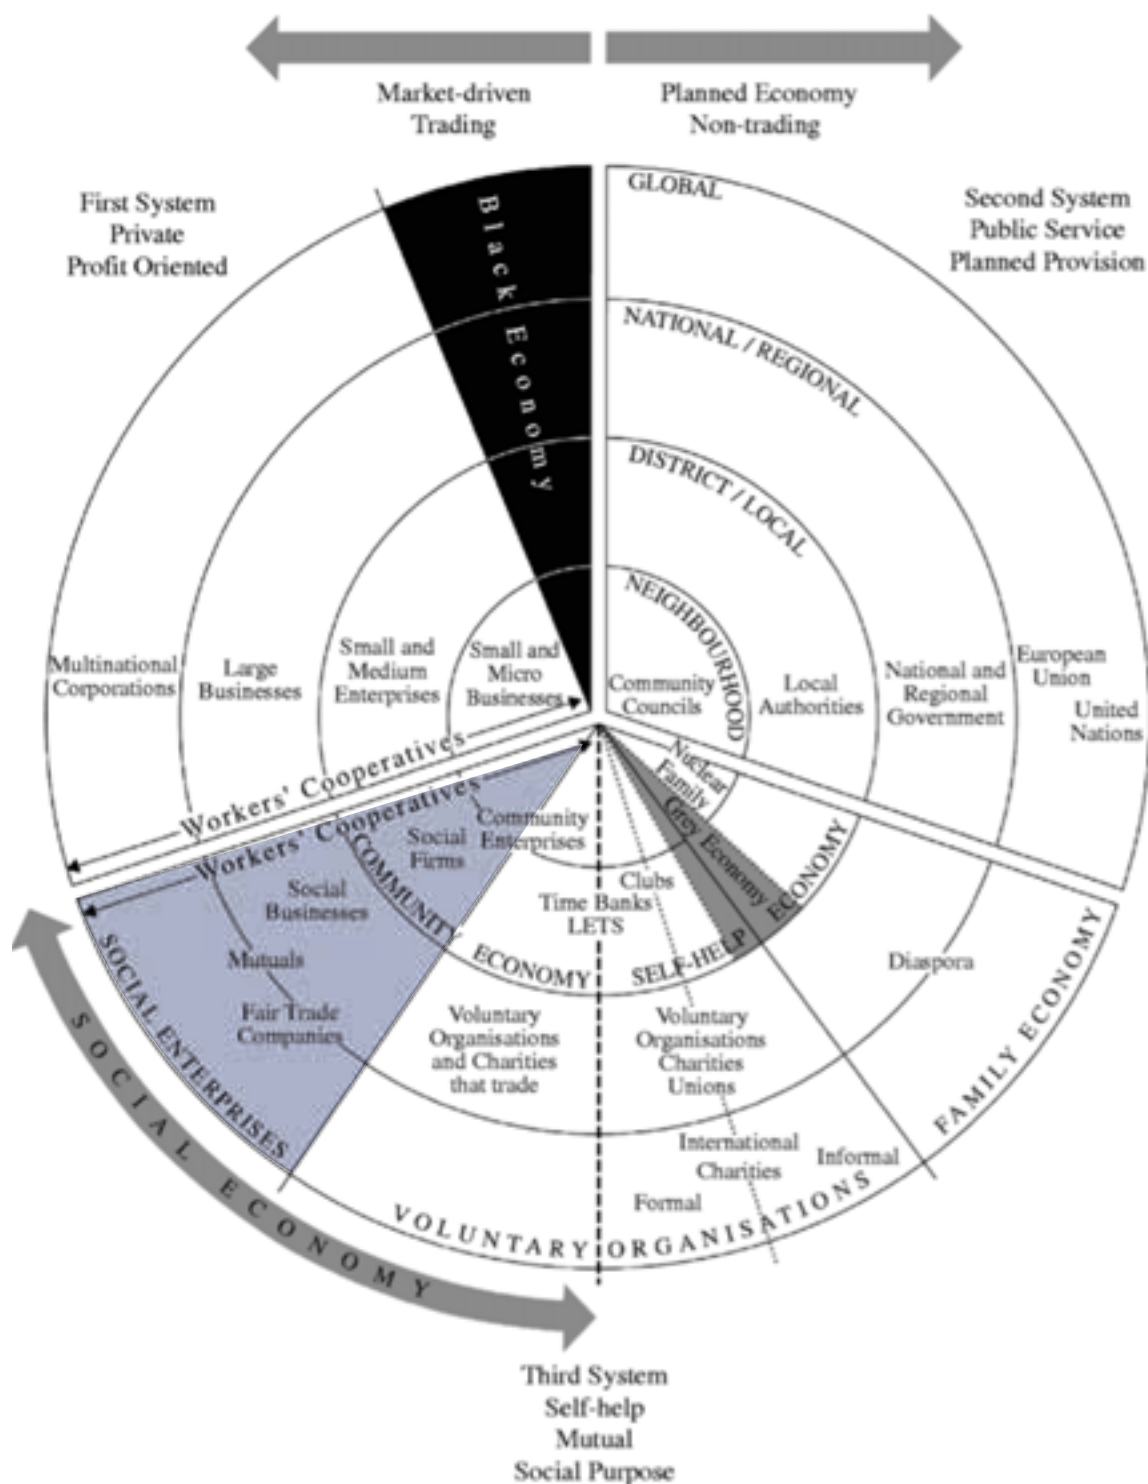 Market-driven
Trading
Planned Economy
Non-trading
First System
Private
Profit Oriented
Second System
Public Service
Planned Provision
Black Economy
GLOBAL
NATIONAL / REGIONAL
DISTRICT / LOCAL
NEIGHBOURHOOD
Multinational
Corporations
Large
Businesses
Small and
Medium
Enterprises
Small and
Micro
Businesses
Community
Councils
Local
Authorities
National and
Regional
Government
European
Union
United
Nations
Workers' Cooperatives
Workers' Cooperatives
Nuclear
Family
Grey Economy
Community
Enterprises
Social
Firms
Social
Businesses
Mutuals
Fair Trade
Companies
COMMUNITY ECONOMY
SELF-HELP ECONOMY
Clubs
Time Banks
LETS
Diaspora
Voluntary
Organisations
and Charities
that trade
Voluntary
Organisations
Charities
Unions
International
Charities
Informal
Formal
SOCIAL ENTERPRISES
VOLUNTARY ORGANISATIONS
FAMILY ECONOMY
SOCIAL ECONOMY
Third System
Self-help
Mutual
Social Purpose